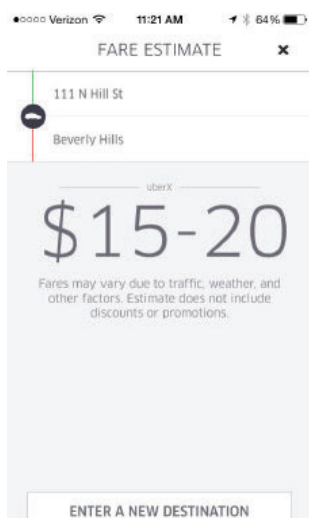 Verizon 11:21 AM 64%
FARE ESTIMATE ×
111 N Hill St
Beverly Hills
uberX
$15-20
Fares may vary due to traffic, weather, and
other factors. Estimate does not include
discounts or promotions.
ENTER A NEW DESTINATION